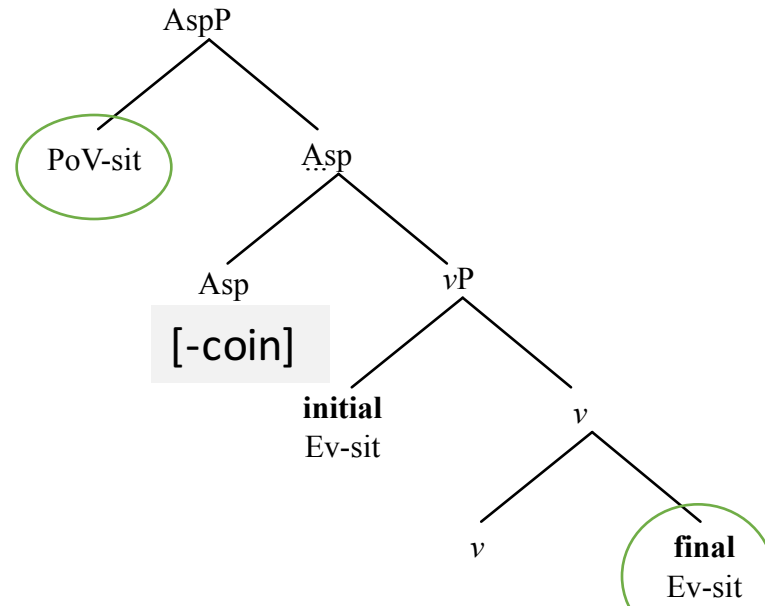 AspP
PoV-sit
Asp
Asp
vP
[-coin]
initial
Ev-sit
v
v
final
Ev-sit